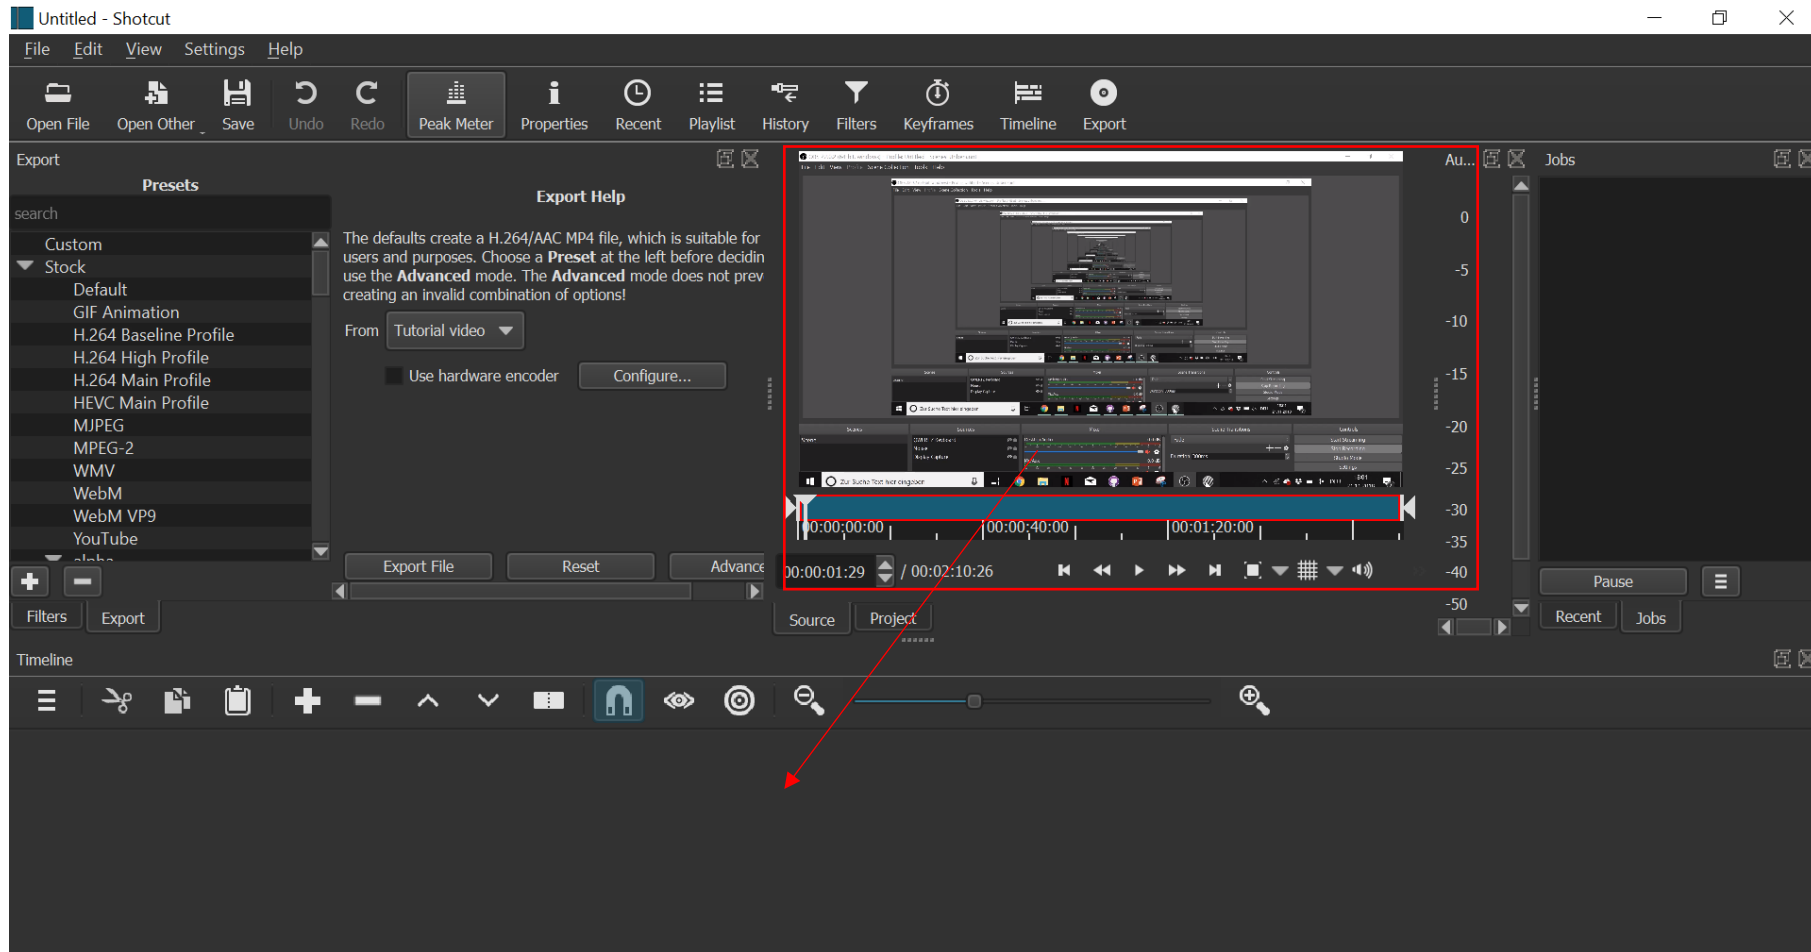 Untitled - Shotcut
File Edit View Settings Help
Open File Open Other Save Undo Redo Peak Meter Properties Recent Playlist History Filters Keyframes Timeline Export
Export
Presets
search
Custom
Stock
Default
GIF Animation
H.264 Baseline Profile
H.264 High Profile
H.264 Main Profile
HEVC Main Profile
MJPEG
MPEG-2
WMV
WebM
WebM VP9
YouTube
Filters Export
Export Help
The defaults create a H.264/AAC MP4 file, which is suitable for
users and purposes. Choose a Preset at the left before decidin
use the Advanced mode. The Advanced mode does not prev
creating an invalid combination of options!
From Tutorial video
Use hardware encoder Configure...
Export File Reset Advance
Zur Suche Text hier eingeben
00:00:00:00 00:00:40:00 00:01:20:00
00:00:01:29 / 00:02:10:26
Source Project
Au...
0
-5
-10
-15
-20
-25
-30
-35
-40
-50
Jobs
Pause
Recent Jobs
Timeline